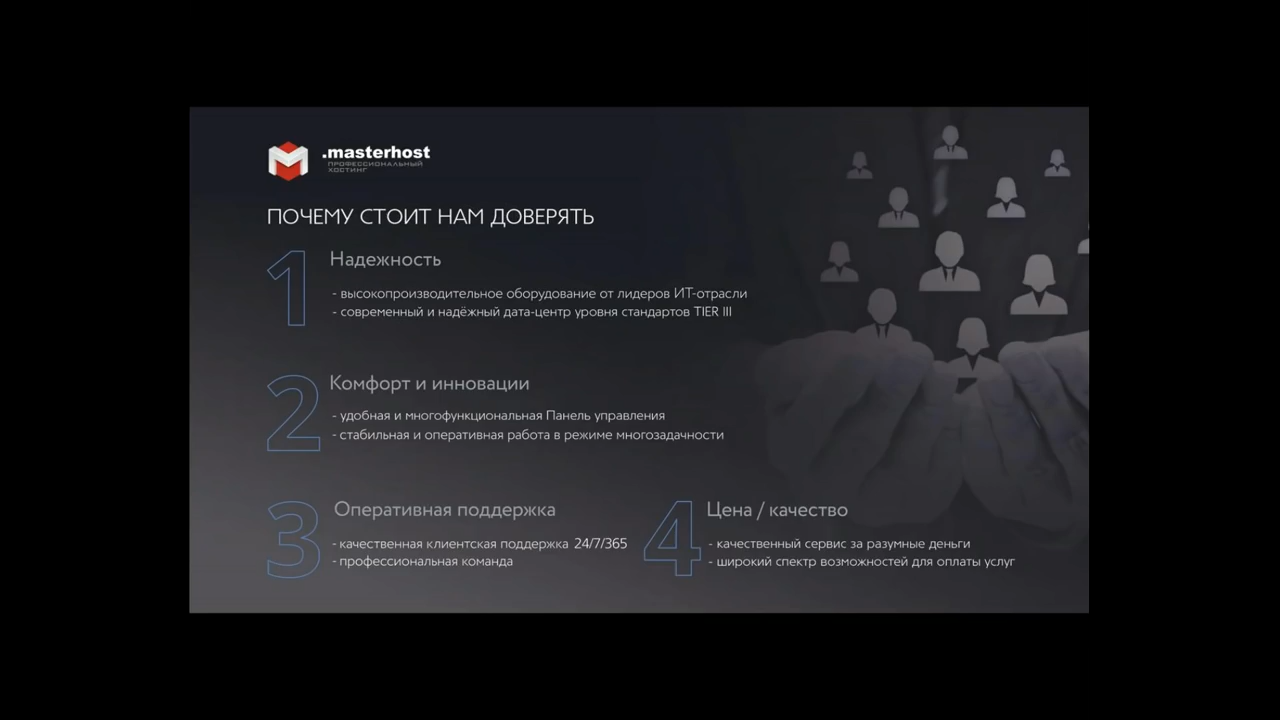 .masterhost
ПРОФЕССИОНАЛЬНЫЙ
ХОСТИНГ
ПОЧЕМУ СТОИТ НАМ ДОВЕРЯТЬ
1
Надежность
- высокопроизводительное оборудование от лидеров ИТ-отрасли
- современный и надёжный дата-центр уровня стандартов TIER III
2
Комфорт и инновации
- удобная и многофункциональная Панель управления
- стабильная и оперативная работа в режиме многозадачности
3
Оперативная поддержка
- качественная клиентская поддержка 24/7/365
- профессиональная команда
4
Цена / качество
- качественный сервис за разумные деньги
- широкий спектр возможностей для оплаты услуг